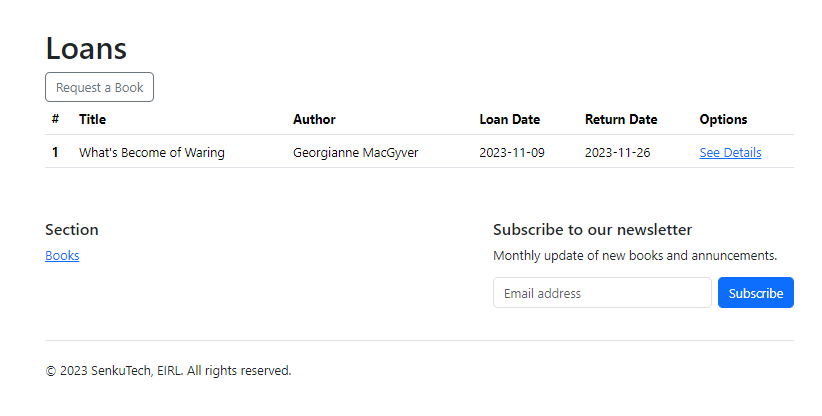 Loans
Request a Book
# Title Author Loan Date Return Date Options
1 What's Become of Waring Georgianne MacGyver 2023-11-09 2023-11-26 See Details
Section
Books
Subscribe to our newsletter
Monthly update of new books and annuncements.
Email address Subscribe
© 2023 SenkuTech, EIRL. All rights reserved.